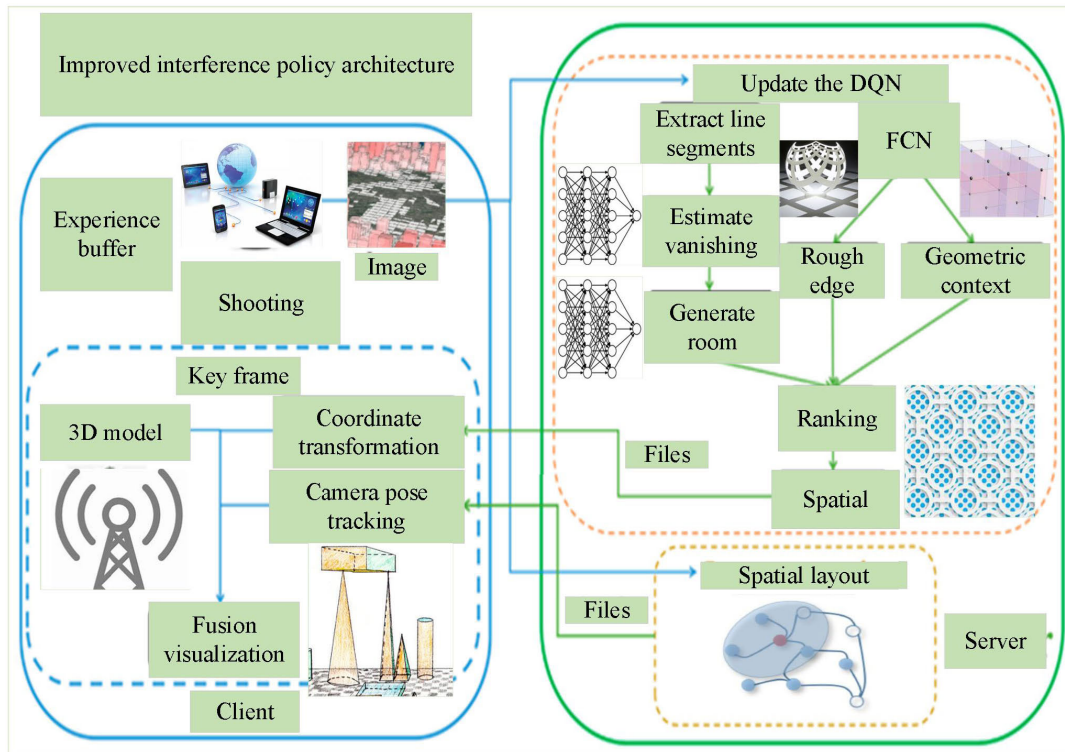 Improved interference policy architecture
Experience
buffer
Image
Shooting
Key frame
3D model
Coordinate
transformation
Camera pose
tracking
Fusion
visualization
Client
Update the DQN
Extract line
segments
FCN
Estimate
vanishing
Rough
edge
Geometric
context
Generate
room
Ranking
Files
Spatial
Spatial layout
Files
Server